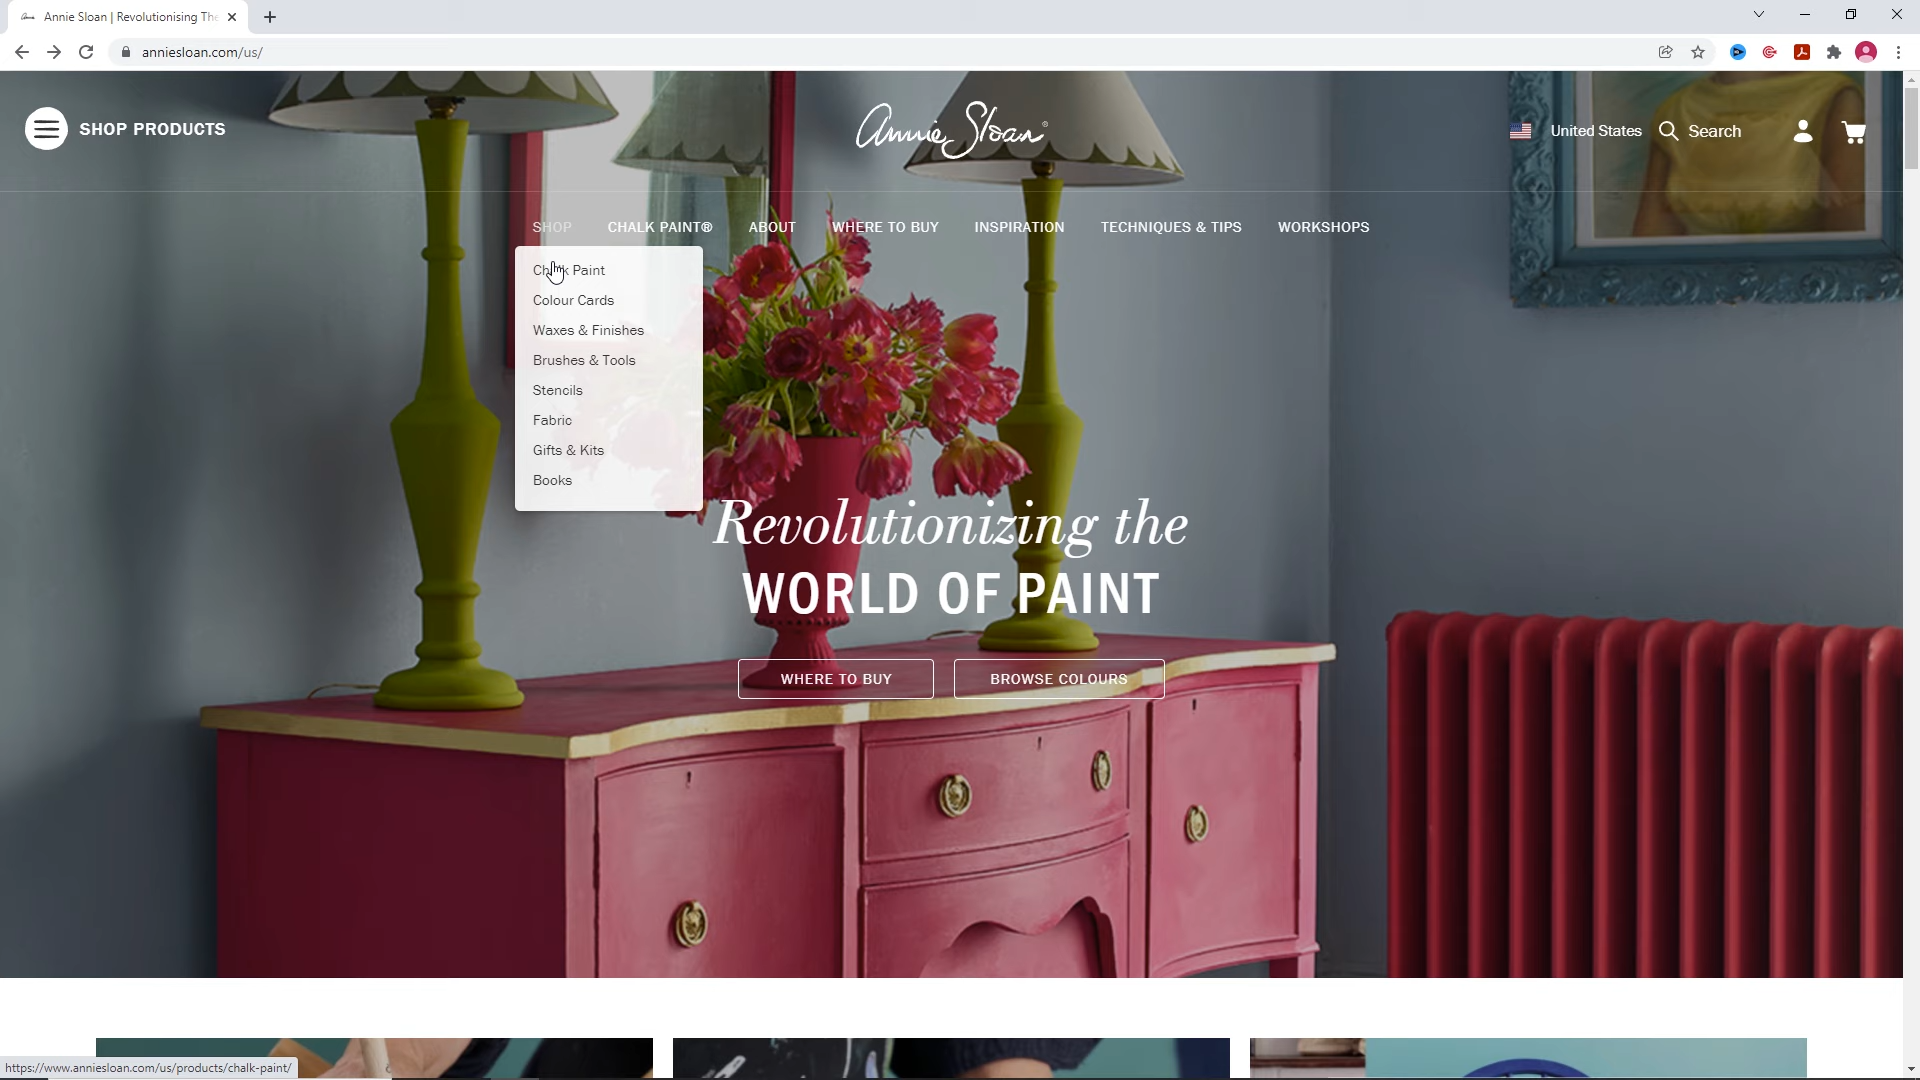 Annie Sloan | Revolutionising The
anniesloan.com/us/
SHOP PRODUCTS
Annie Sloan®
United States
Search
SHOP CHALK PAINT® ABOUT WHERE TO BUY INSPIRATION TECHNIQUES & TIPS WORKSHOPS
Chalk Paint
Colour Cards
Waxes & Finishes
Brushes & Tools
Stencils
Fabric
Gifts & Kits
Books
Revolutionizing the
WORLD OF PAINT
WHERE TO BUY
BROWSE COLOURS
https://www.anniesloan.com/us/products/chalk-paint/